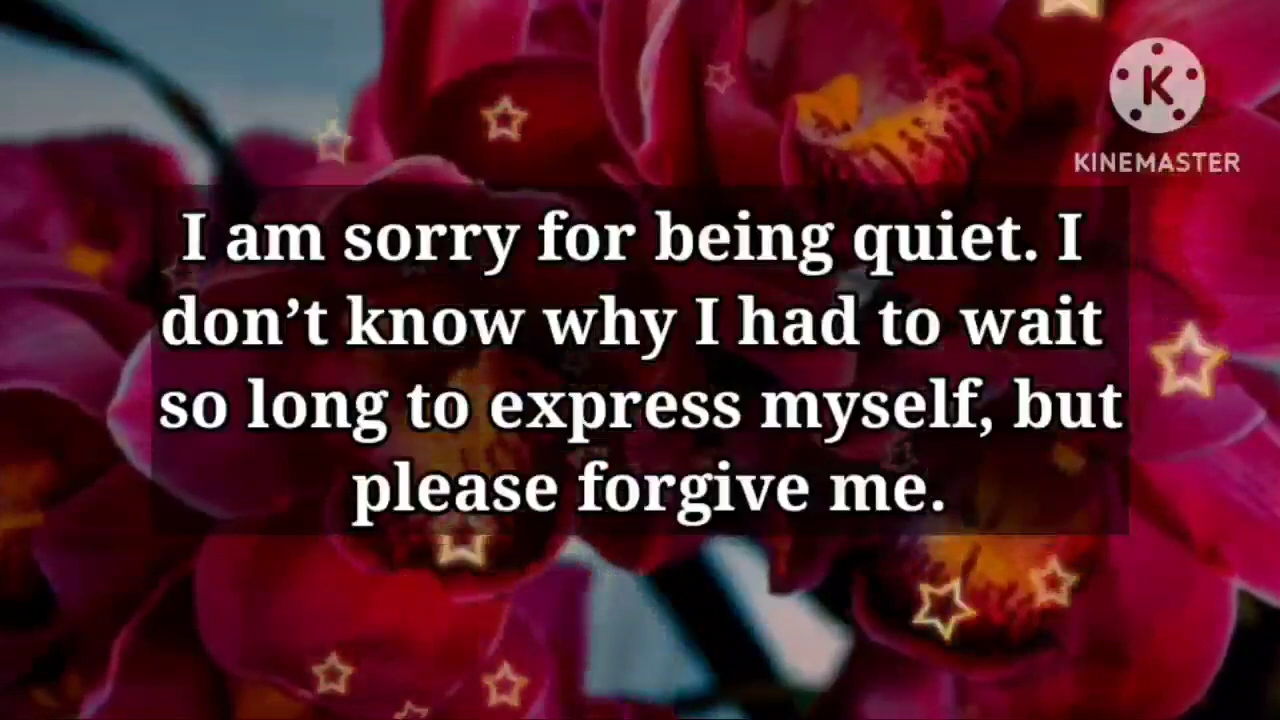 K
KINEMASTER
I am sorry for being quiet. I
don’t know why I had to wait
so long to express myself, but
please forgive me.